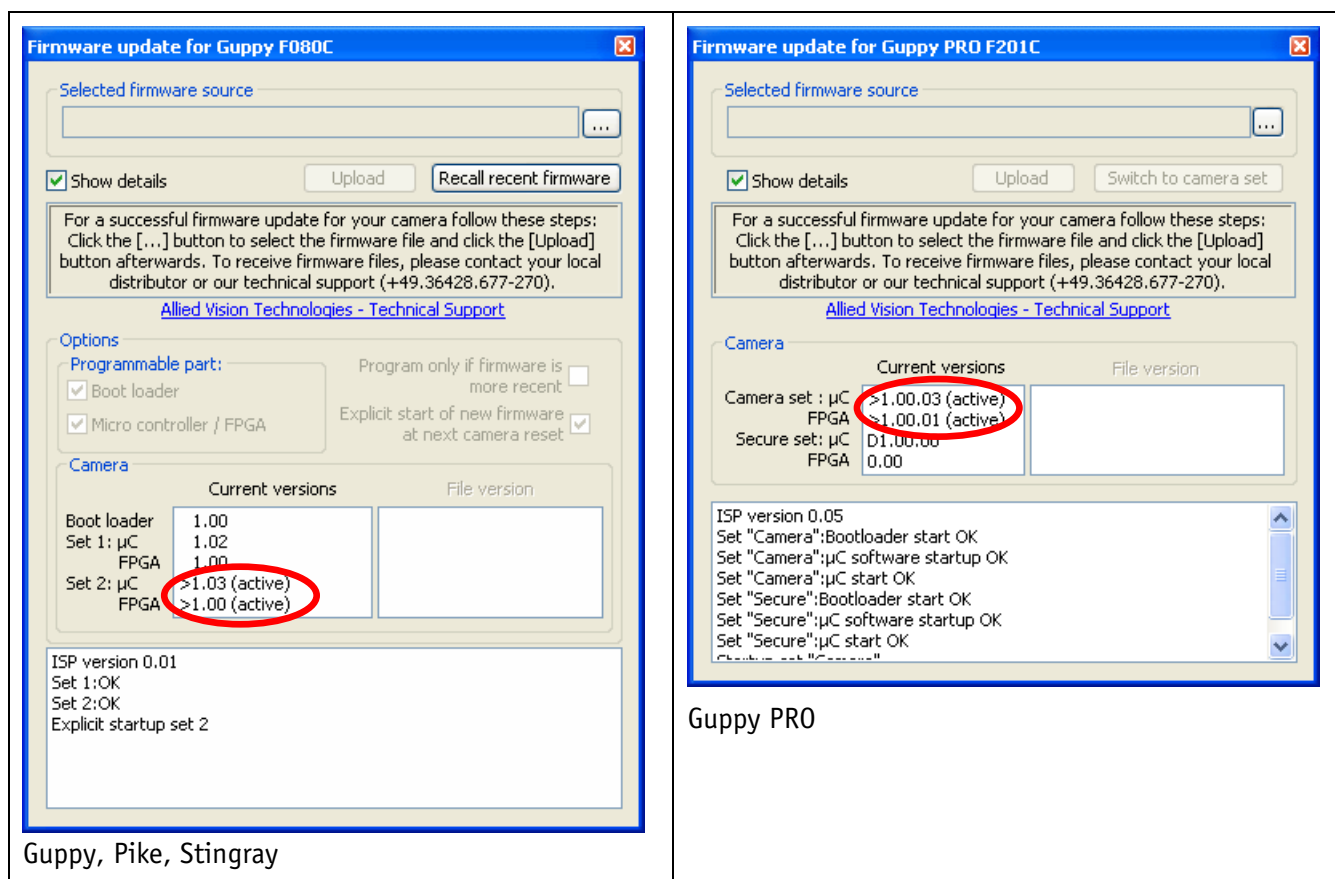 Firmware update for Guppy F080C
Selected firmware source
...
Show details
Upload
Recall recent firmware
For a successful firmware update for your camera follow these steps:
Click the [...] button to select the firmware file and click the [Upload]
button afterwards. To receive firmware files, please contact your local
distributor or our technical support (+49.36428.677-270).
Allied Vision Technologies - Technical Support
Options
Programmable part:
Boot loader
Micro controller / FPGA
Program only if firmware is
more recent
Explicit start of new firmware
at next camera reset
Camera
Current versions
File version
Boot loader 1.00
Set 1: µC 1.02
FPGA 1.00
Set 2: µC >1.03 (active)
FPGA >1.00 (active)
ISP version 0.01
Set 1:OK
Set 2:OK
Explicit startup set 2
Guppy, Pike, Stingray
Firmware update for Guppy PRO F201C
Selected firmware source
...
Show details
Upload
Switch to camera set
For a successful firmware update for your camera follow these steps:
Click the [...] button to select the firmware file and click the [Upload]
button afterwards. To receive firmware files, please contact your local
distributor or our technical support (+49.36428.677-270).
Allied Vision Technologies - Technical Support
Camera
Current versions
File version
Camera set : µC >1.00.03 (active)
FPGA >1.00.01 (active)
Secure set: µC D1.00.00
FPGA 0.00
ISP version 0.05
Set "Camera":Bootloader start OK
Set "Camera":µC software startup OK
Set "Camera":µC start OK
Set "Secure":Bootloader start OK
Set "Secure":µC software startup OK
Set "Secure":µC start OK
Startup set "Camera"
Guppy PRO